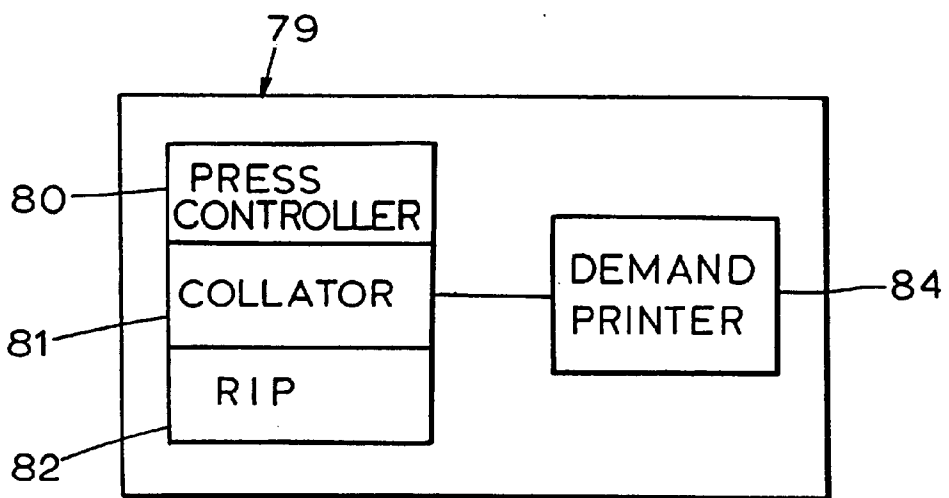 79
80
PRESS
CONTROLLER
81
COLLATOR
82
RIP
DEMAND
PRINTER
84